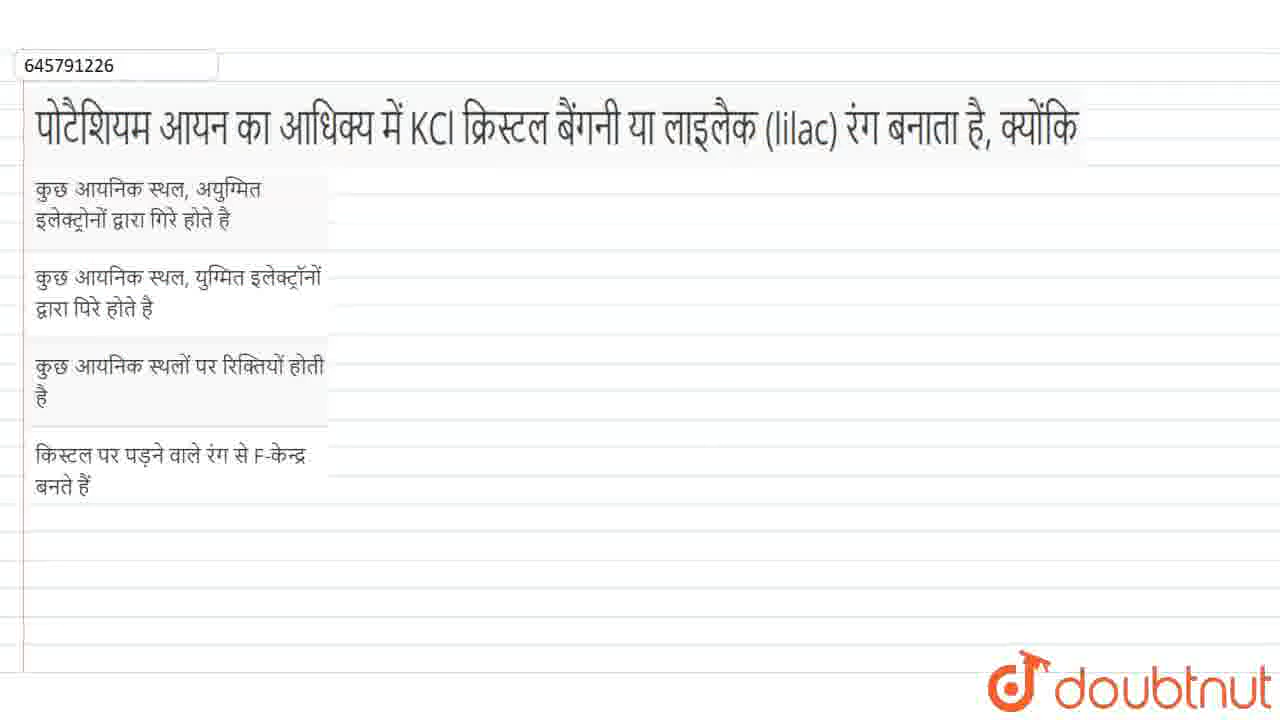 645791226
पोटैशियम आयन का आधिक्य में KCl क्रिस्टल बैंगनी या लाइलैक (lilac) रंग बनाता है, क्योंकि
कुछ आयनिक स्थल, अयुग्मित
इलेक्ट्रोनों द्वारा गिरे होते है
कुछ आयनिक स्थल, युग्मित इलेक्ट्रॉनों
द्वारा पिरे होते है
कुछ आयनिक स्थलों पर रिक्तियों होती
है
किस्टल पर पड़ने वाले रंग से F-केन्द्र
बनते हैं
doubtnut